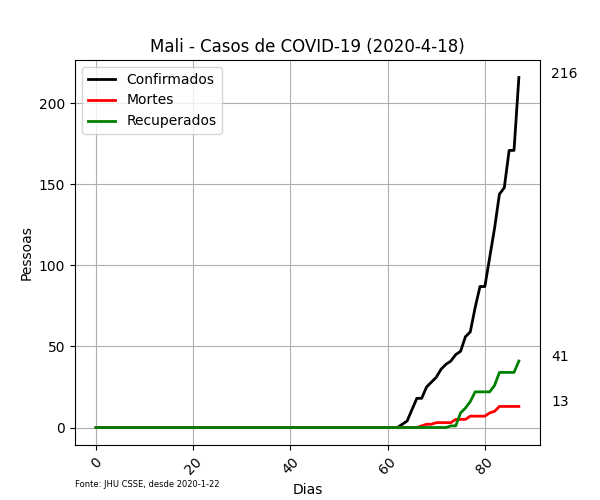 Mali - Casos de COVID-19 (2020-4-18)
Confirmados
Mortes
Recuperados
216
41
13
200
150
100
50
0
Pessoas
0
20
40
60
80
Dias
Fonte: JHU CSSE, desde 2020-1-22